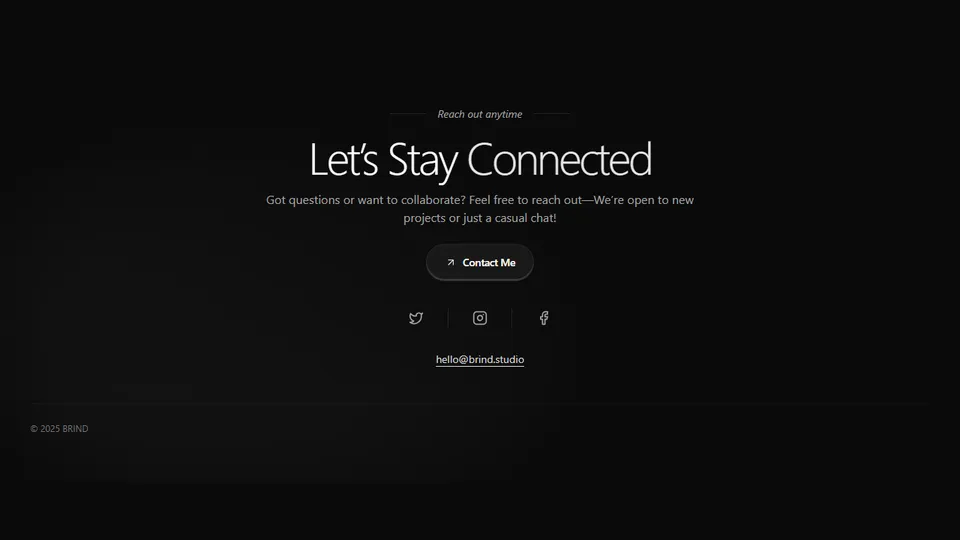 Reach out anytime
Let’s Stay Connected
Got questions or want to collaborate? Feel free to reach out—We’re open to new
projects or just a casual chat!
Contact Me
hello@brind.studio
© 2025 BRIND